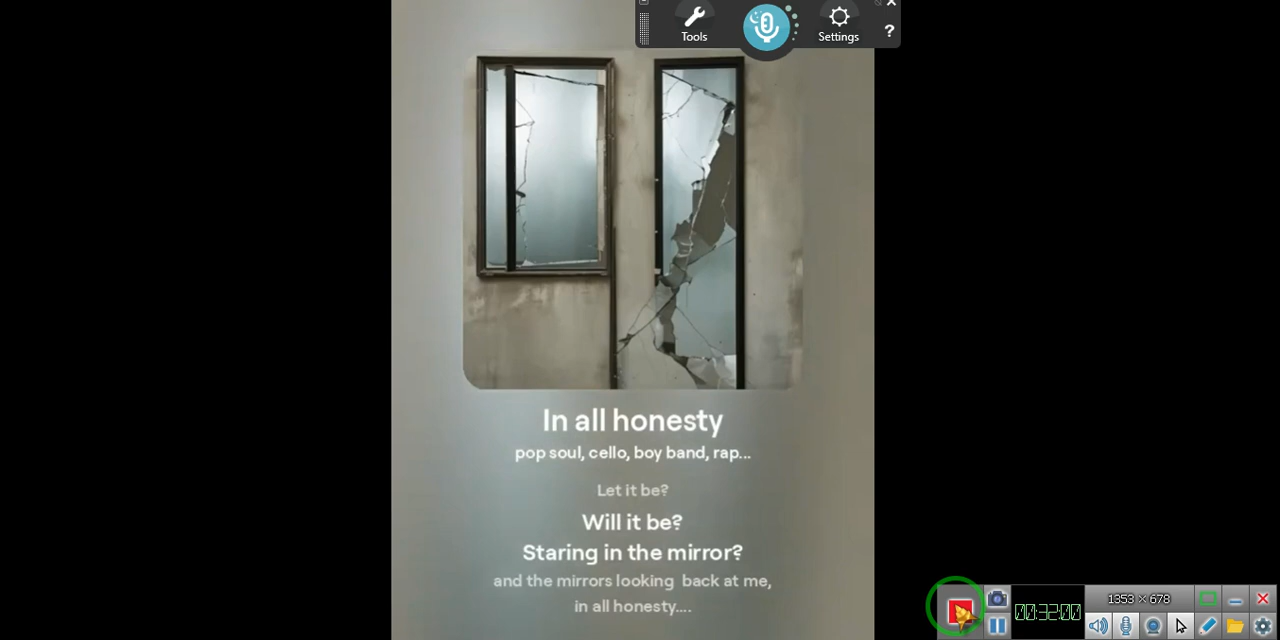 Tools
Settings
?
In all honesty
pop soul, cello, boy band, rap...
Let it be?
Will it be?
Staring in the mirror?
and the mirrors looking back at me,
in all honesty....
1353 × 678
00:32:00